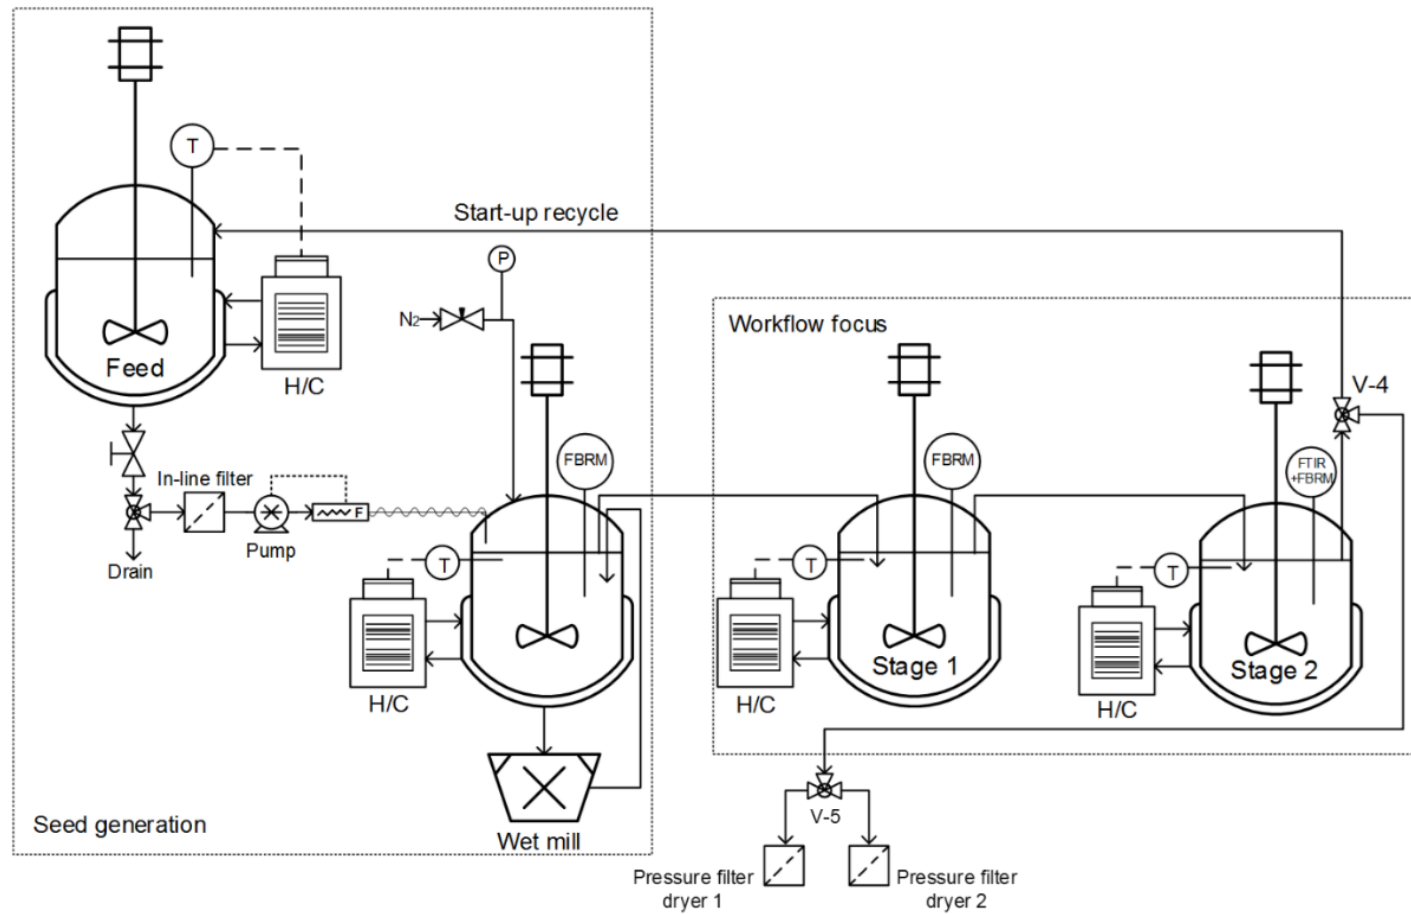 T
Start-up recycle
P
N2
Workflow focus
Feed
H/C
V-4
FBRM
FBRM
FTIR
+FBRM
In-line filter
F
Pump
Drain
T
T
T
Stage 1
Stage 2
H/C
H/C
H/C
Seed generation
Wet mill
V-5
Pressure filter
dryer 1
Pressure filter
dryer 2